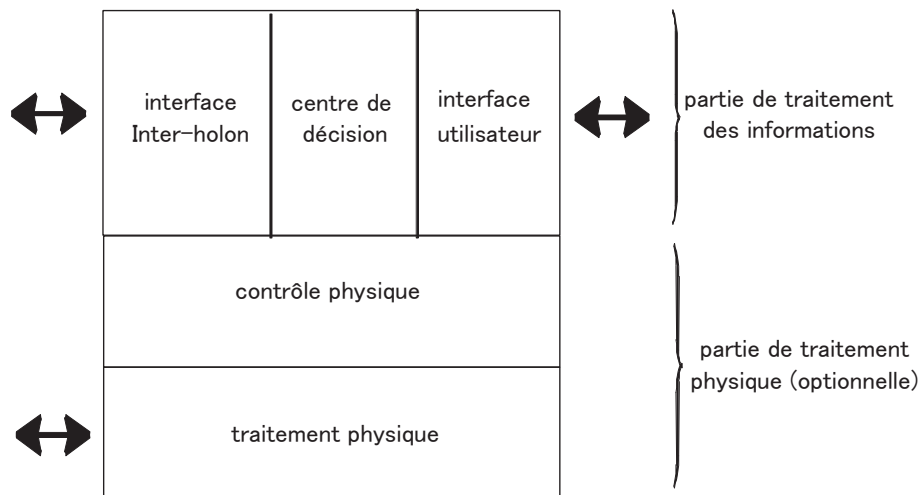 interface
Inter-holon
centre de
décision
interface
utilisateur
partie de traitement
des informations
contrôle physique
partie de traitement
physique (optionnelle)
traitement physique